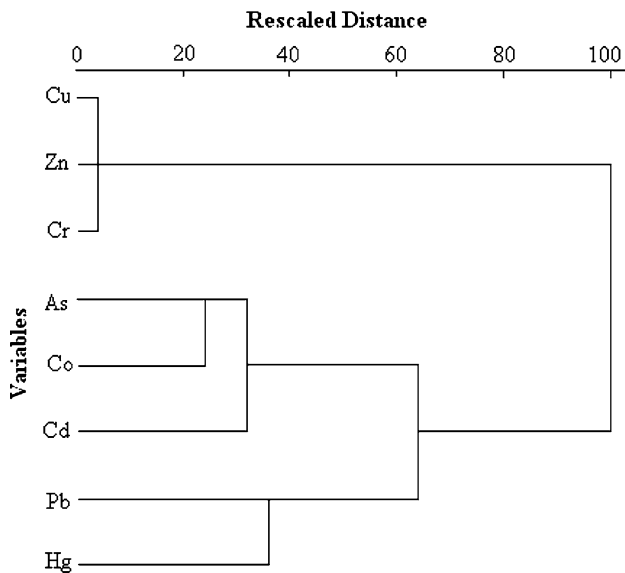 Rescaled Distance
0 20 40 60 80 100
Cu
Zn
Cr
As
Co
Cd
Pb
Hg
Variables